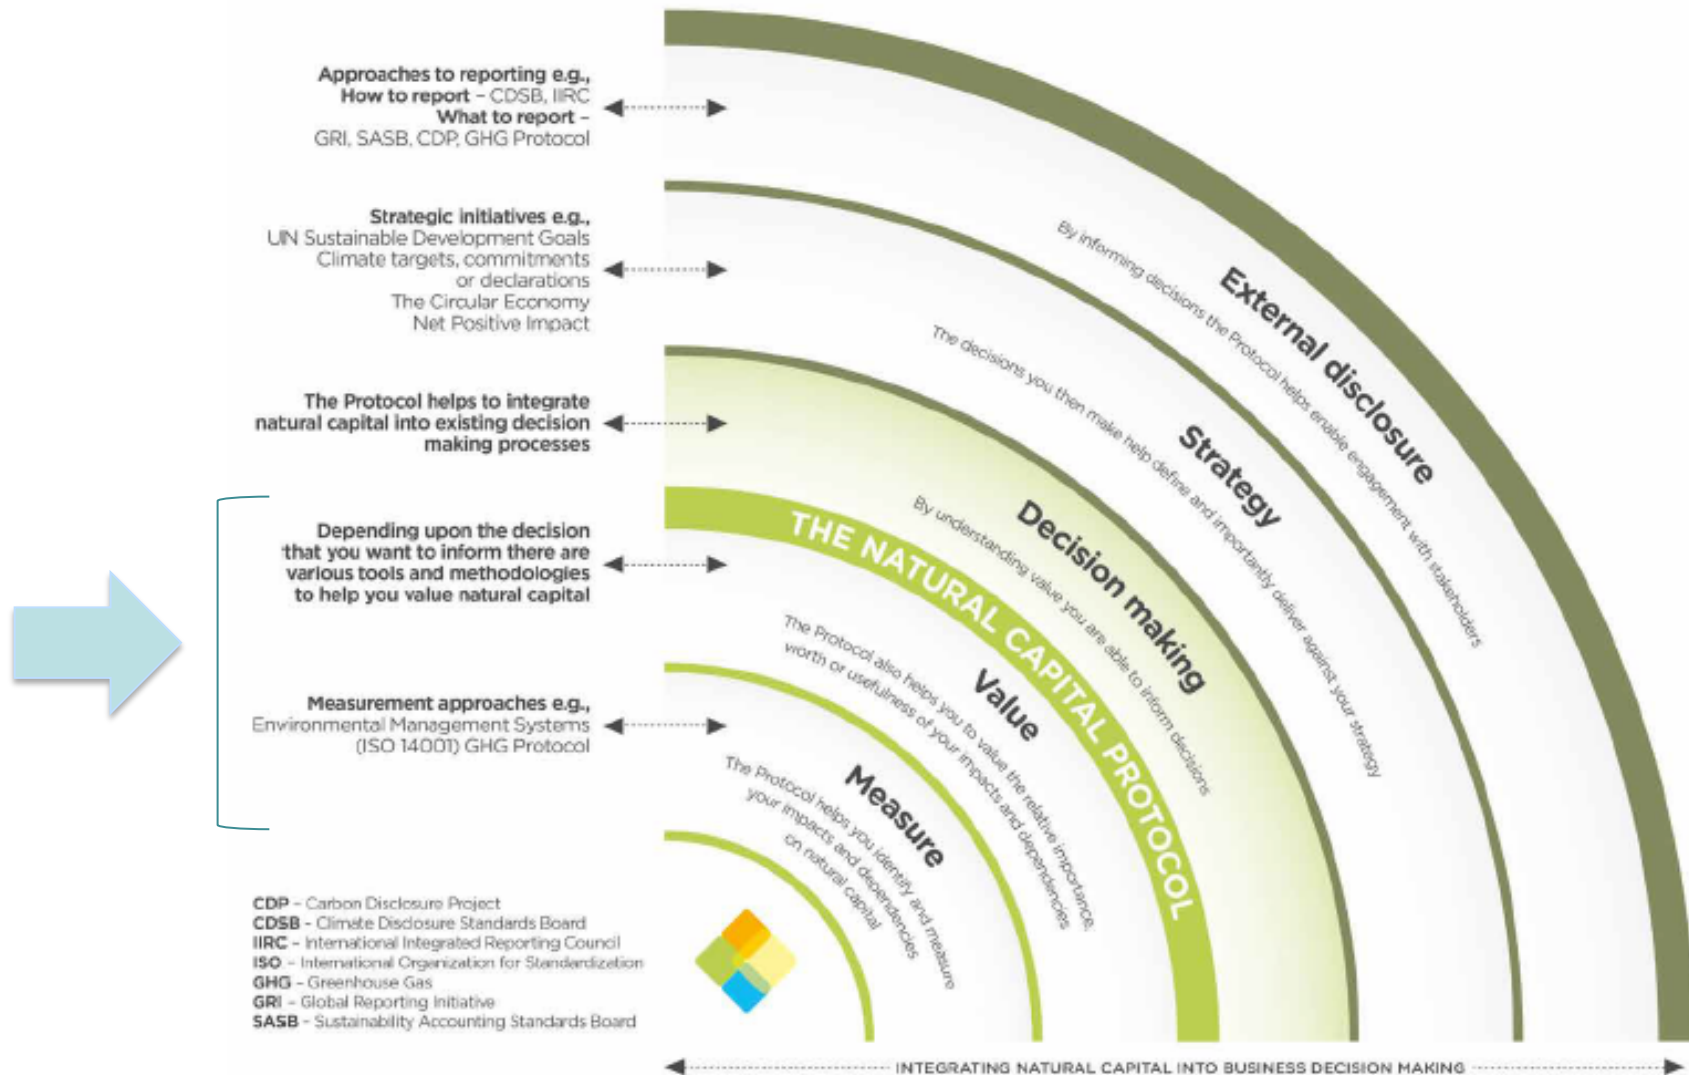 Approaches to reporting e.g.,
How to report – CDSB, IIRC
What to report –
GRI, SASB, CDP, GHG Protocol
Strategic initiatives e.g.,
UN Sustainable Development Goals
Climate targets, commitments
or declarations
The Circular Economy
Net Positive Impact
The Protocol helps to integrate
natural capital into existing decision
making processes
Depending upon the decision
that you want to inform there are
various tools and methodologies
to help you value natural capital
Measurement approaches e.g.,
Environmental Management Systems
(ISO 14001) GHG Protocol
CDP – Carbon Disclosure Project
CDSB – Climate Disclosure Standards Board
IIRC – International Integrated Reporting Council
ISO – International Organization for Standardization
GHG – Greenhouse Gas
GRI – Global Reporting Initiative
SASB – Sustainability Accounting Standards Board
External disclosure
By informing decisions the Protocol helps enable engagement with stakeholders
Strategy
The decisions you then make help define and importantly deliver against your strategy
Decision making
By understanding value you are able to inform decisions
THE NATURAL CAPITAL PROTOCOL
Value
The Protocol also helps you to value the relative importance,
worth or usefulness of your impacts and dependencies
Measure
The Protocol helps you identify and measure
your impacts and dependencies
on natural capital
INTEGRATING NATURAL CAPITAL INTO BUSINESS DECISION MAKING